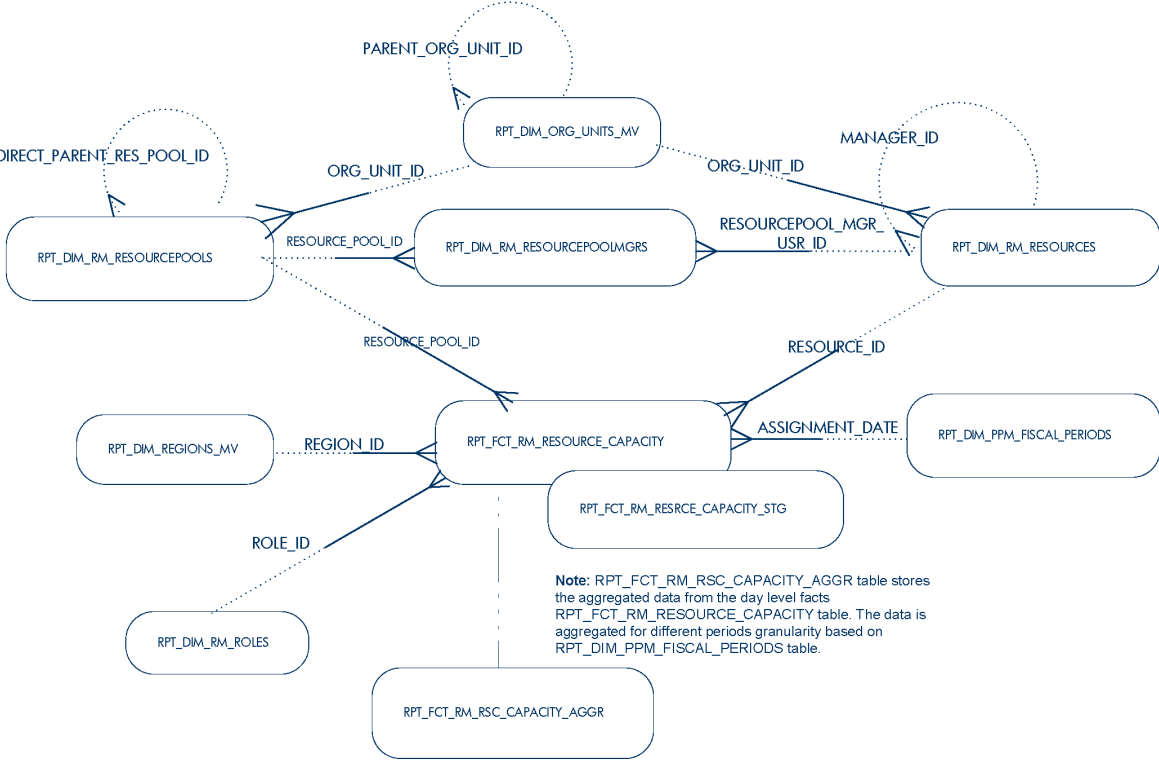 PARENT_ORG_UNIT_ID
RPT_DIM_ORG_UNITS_MV
MANAGER_ID
DIRECT_PARENT_RES_POOL_ID
ORG_UNIT_ID
ORG_UNIT_ID
RESOURCE_POOL_ID
RESOURCEPOOL_MGR_
USR_ID
RPT_DIM_RM_RESOURCEPOOLS
RPT_DIM_RM_RESOURCEPOOLMGRS
RPT_DIM_RM_RESOURCES
RESOURCE_POOL_ID
RESOURCE_ID
RPT_DIM_REGIONS_MV
REGION_ID
RPT_FCT_RM_RESOURCE_CAPACITY
ASSIGNMENT_DATE
RPT_DIM_PPM_FISCAL_PERIODS
RPT_FCT_RM_RESRCE_CAPACITY_STG
ROLE_ID
Note: RPT_FCT_RM_RSC_CAPACITY_AGGR table stores
the aggregated data from the day level facts
RPT_FCT_RM_RESOURCE_CAPACITY table. The data is
aggregated for different periods granularity based on
RPT_DIM_PPM_FISCAL_PERIODS table.
RPT_DIM_RM_ROLES
RPT_FCT_RM_RSC_CAPACITY_AGGR